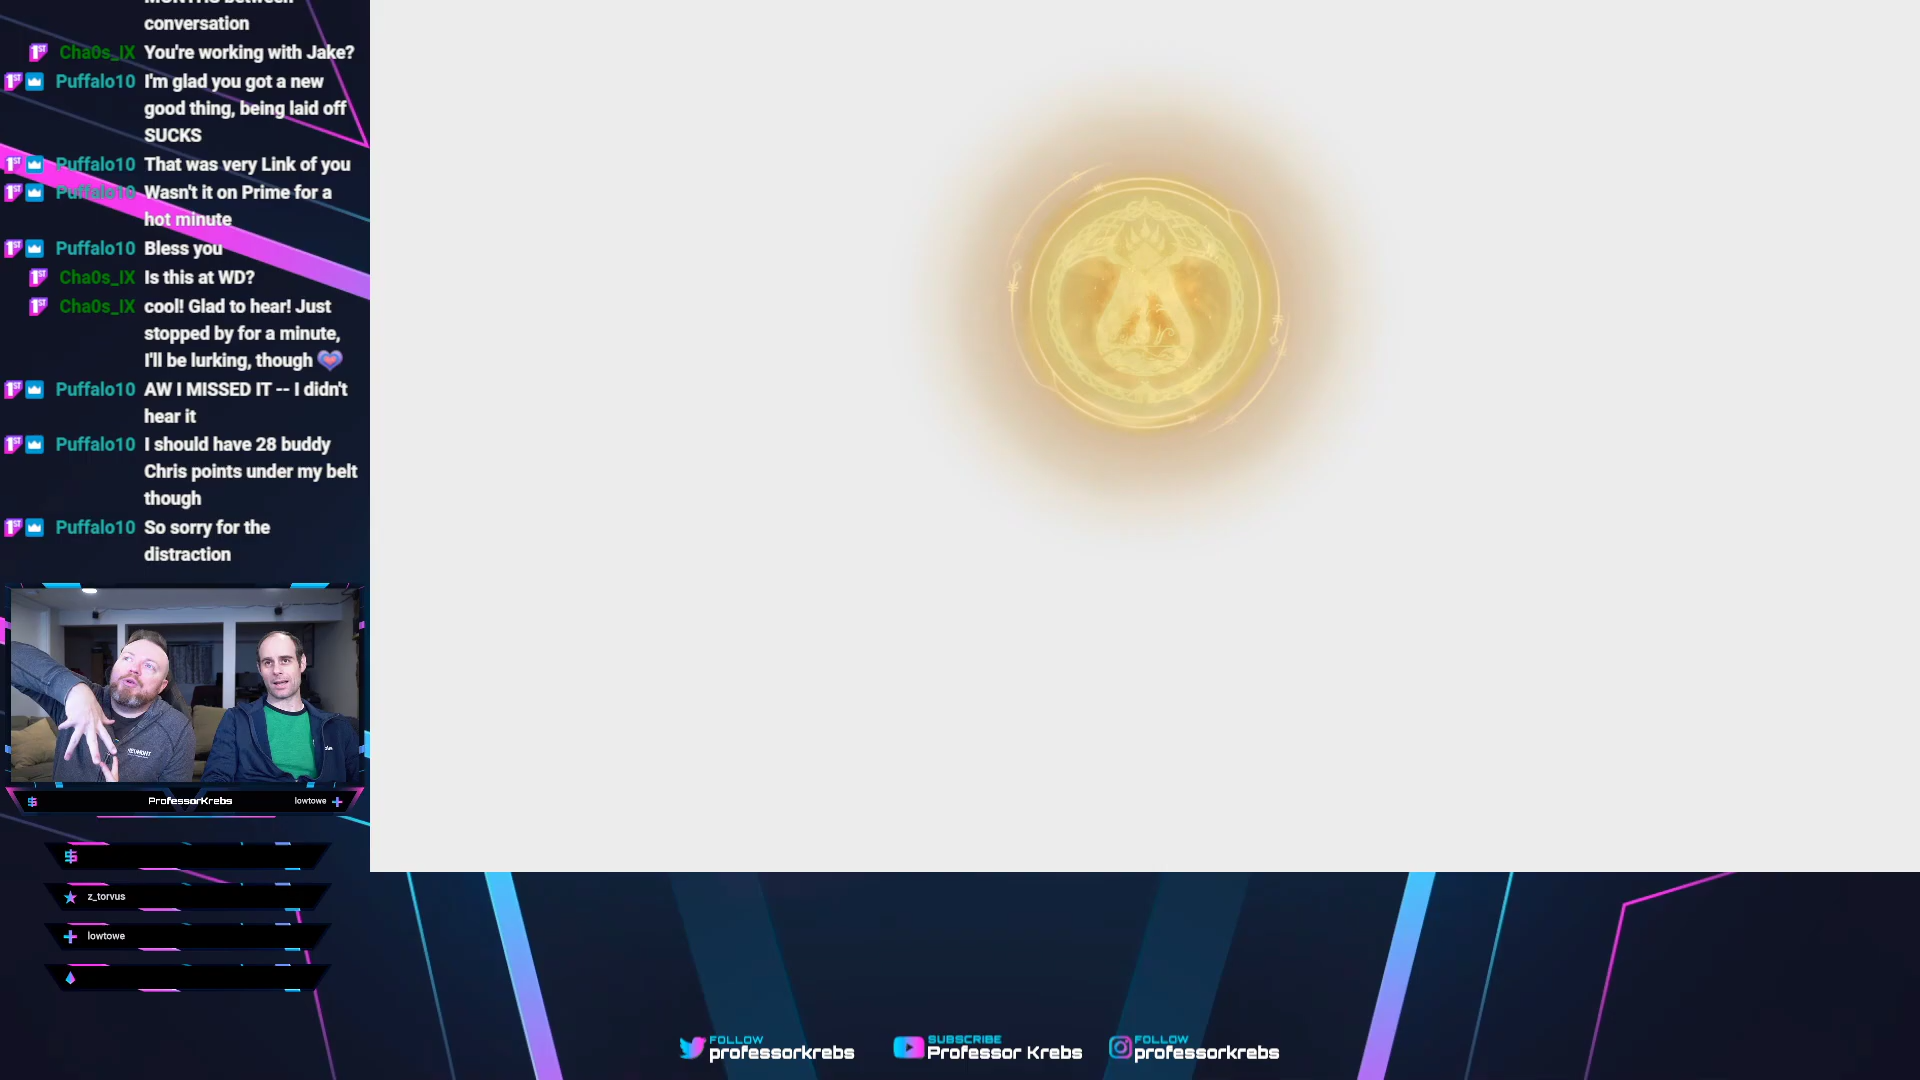 conversation
Cha0s_IX You're working with Jake?
Puffalo10 I'm glad you got a new
good thing, being laid off
SUCKS
Puffalo10 That was very Link of you
Puffalo10 Wasn't it on Prime for a
hot minute
Puffalo10 Bless you
Cha0s_IX Is this at WD?
Cha0s_IX cool! Glad to hear! Just
stopped by for a minute,
I'll be lurking, though
Puffalo10 AW I MISSED IT -- I didn't
hear it
Puffalo10 I should have 28 buddy
Chris points under my belt
though
Puffalo10 So sorry for the
distraction
ProfessorKrebs lowtowe
z_torvus
lowtowe
FOLLOW
professorkrebs
SUBSCRIBE
Professor Krebs
FOLLOW
professorkrebs